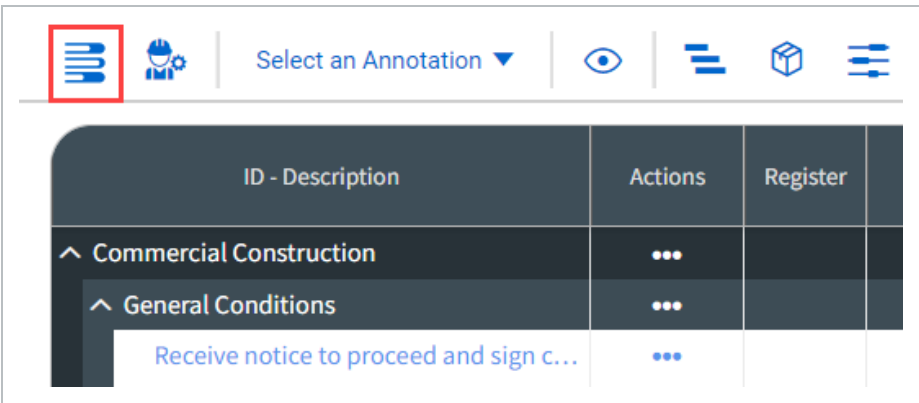 Select an Annotation
ID - Description Actions Register
Commercial Construction
General Conditions
Receive notice to proceed and sign c...